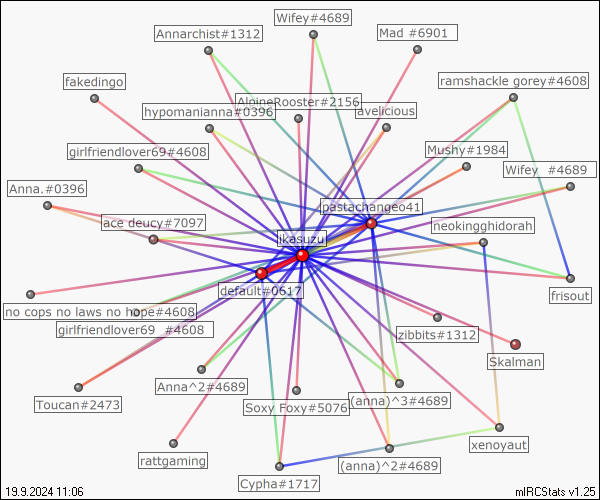 Wifey#4689
Annarchist#1312
Mad #6901
fakedingo
ramshackle gorey#4608
AlpineRooster#2156
hypomanianna#0396
avelicious
girlfriendlover69#4608
Mushy#1984
Wifey_#4689
Anna.#0396
pastachangeo41
ace deucy#7097
neokingghidorah
ikasuzu
default#0617
frisout
no cops no laws no hope#4608
girlfriendlover69_#4608
zibbits#1312
Skalman
Anna^2#4689
Toucan#2473
Soxy Foxy#5076
(anna)^3#4689
xenoyaut
rattgaming
(anna)^2#4689
Cypha#1717
19.9.2024 11:06
mIRCStats v1.25